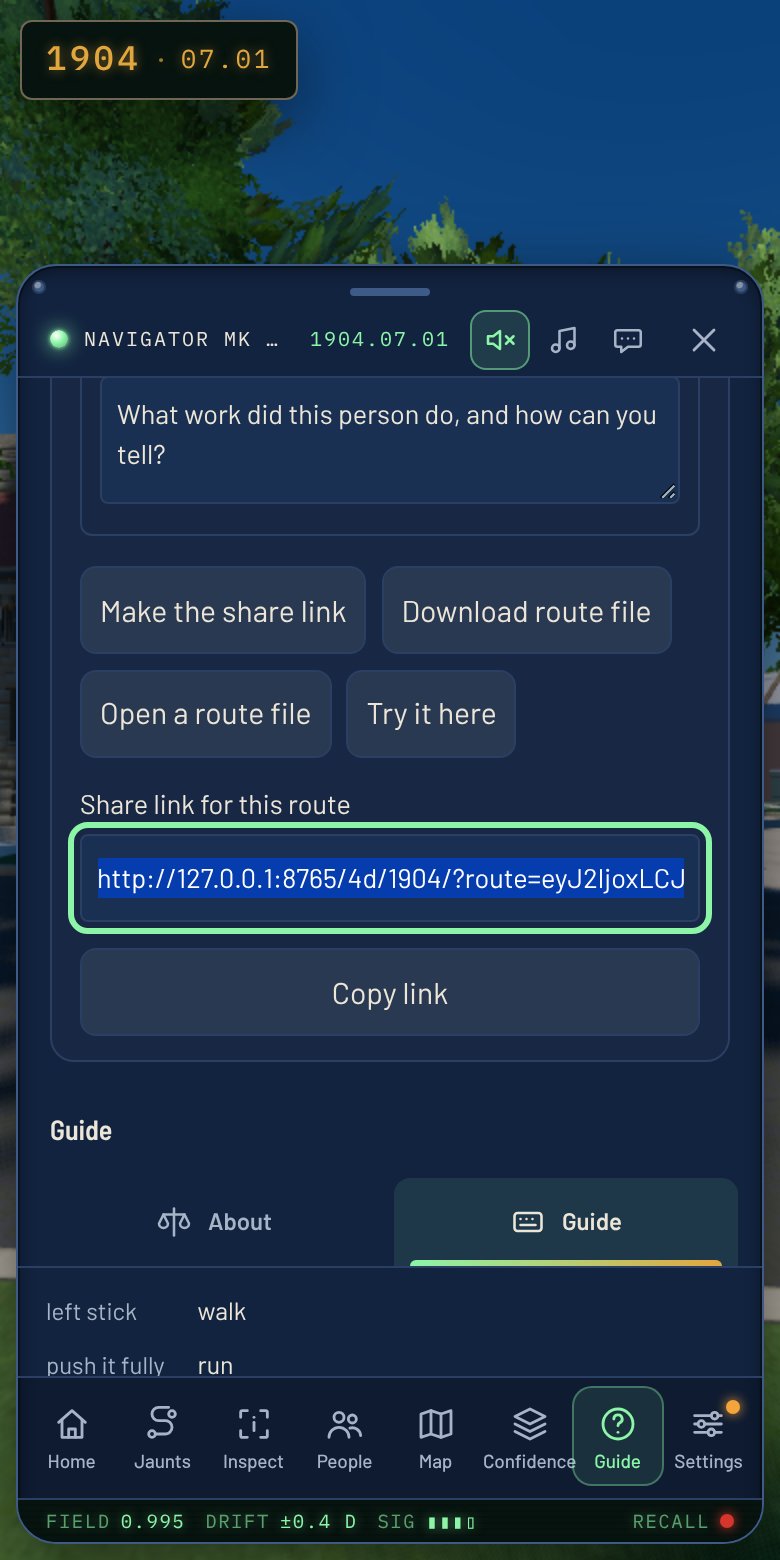 1904 · 07.01
NAVIGATOR MK … 1904.07.01
What work did this person do, and how can you
tell?
Make the share link Download route file
Open a route file Try it here
Share link for this route
http://127.0.0.1:8765/4d/1904/?route=eyJ2IjoxLCJ
Copy link
Guide
About Guide
left stick walk
push it fully run
Home Jaunts Inspect People Map Confidence Guide Settings
FIELD 0.995 DRIFT ±0.4 D SIG ▮▮▮▯ RECALL